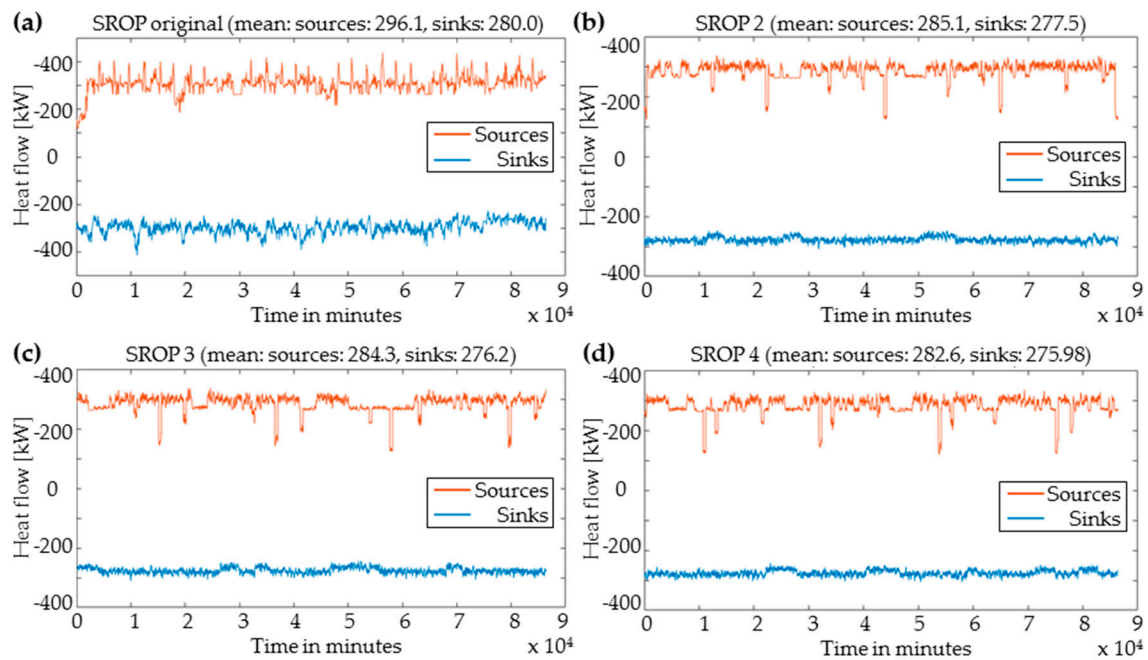 (a) SROP original (mean: sources: 296.1, sinks: 280.0)
Heat flow [kW]
-400
-200
0
-200
-400
Sources
Sinks
0 1 2 3 4 5 6 7 8 9
x 10⁴
Time in minutes
(b) SROP 2 (mean: sources: 285.1, sinks: 277.5)
Heat flow [kW]
-400
-200
0
-200
-400
Sources
Sinks
0 1 2 3 4 5 6 7 8 9
x 10⁴
Time in minutes
(c) SROP 3 (mean: sources: 284.3, sinks: 276.2)
Heat flow [kW]
-400
-200
0
-200
-400
Sources
Sinks
0 1 2 3 4 5 6 7 8 9
x 10⁴
Time in minutes
(d) SROP 4 (mean: sources: 282.6, sinks: 275.98)
Heat flow [kW]
-400
-200
0
-200
-400
Sources
Sinks
0 1 2 3 4 5 6 7 8 9
x 10⁴
Time in minutes